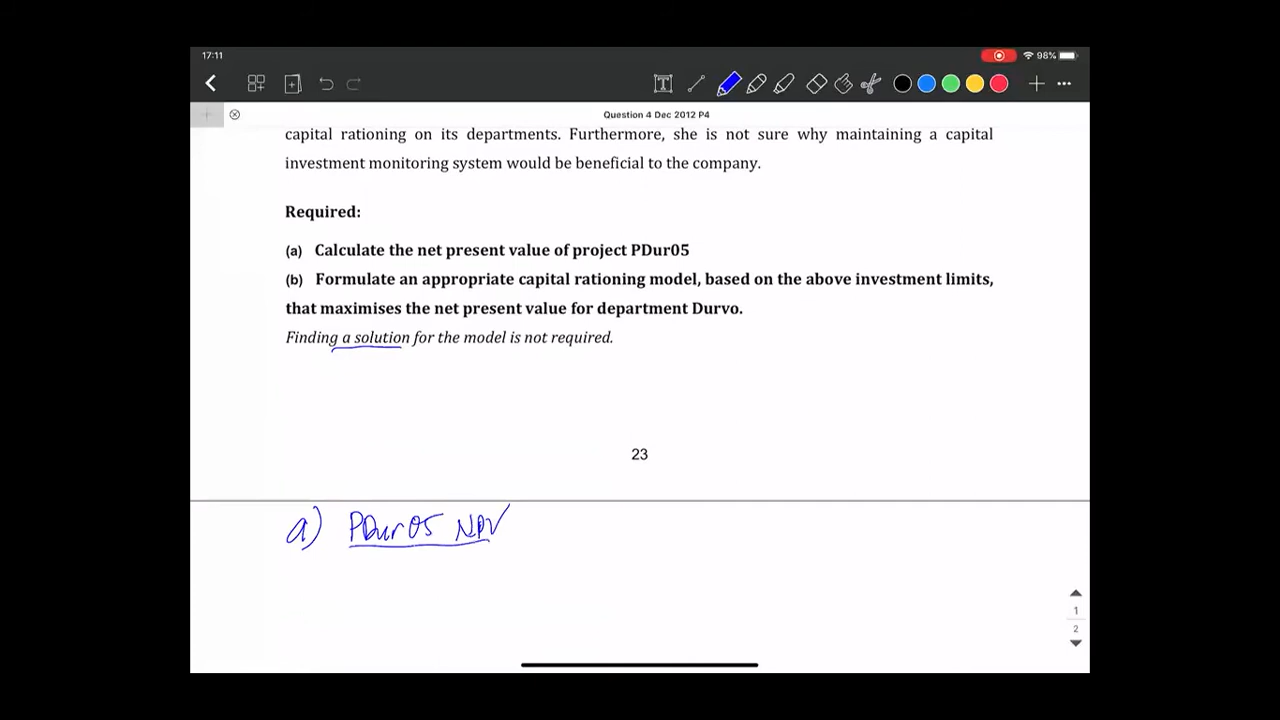 17:11
98%
Question 4 Dec 2012 P4
capital rationing on its departments. Furthermore, she is not sure why maintaining a capital
investment monitoring system would be beneficial to the company.
Required:
(a) Calculate the net present value of project PDur05
(b) Formulate an appropriate capital rationing model, based on the above investment limits,
that maximises the net present value for department Durvo.
Finding a solution for the model is not required.
23
a) PDur05 NPV
1
2